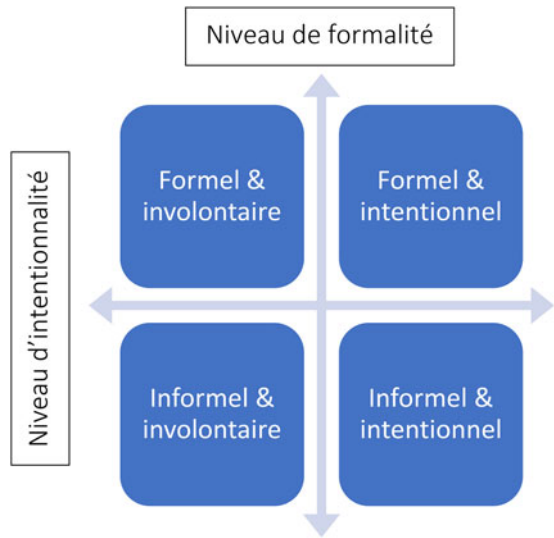 Niveau de formalité
Niveau d'intentionnalité
Formel &
involontaire
Formel &
intentionnel
Informel &
involontaire
Informel &
intentionnel